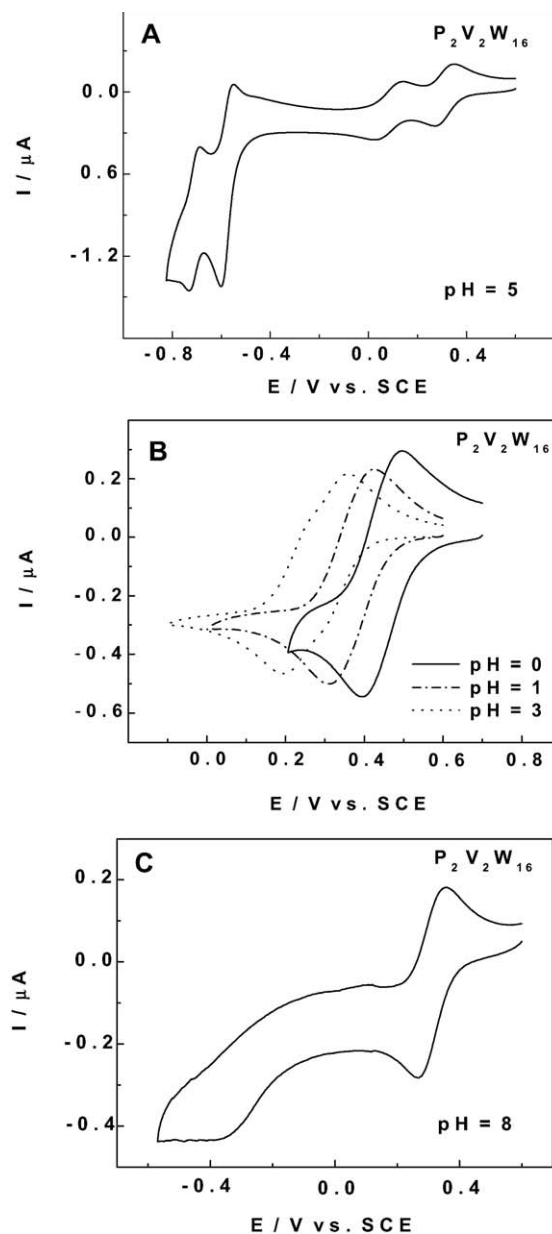 A
P2V2W16
0.0
0.6
-1.2
I / μA
pH = 5
-0.8 -0.4 0.0 0.4
E / V vs. SCE
B
P2V2W16
0.2
0.0
-0.2
-0.4
-0.6
I / μA
pH = 0
pH = 1
pH = 3
0.0 0.2 0.4 0.6 0.8
E / V vs. SCE
C
P2V2W16
0.2
0.0
-0.2
-0.4
I / μA
pH = 8
-0.4 0.0 0.4
E / V vs. SCE